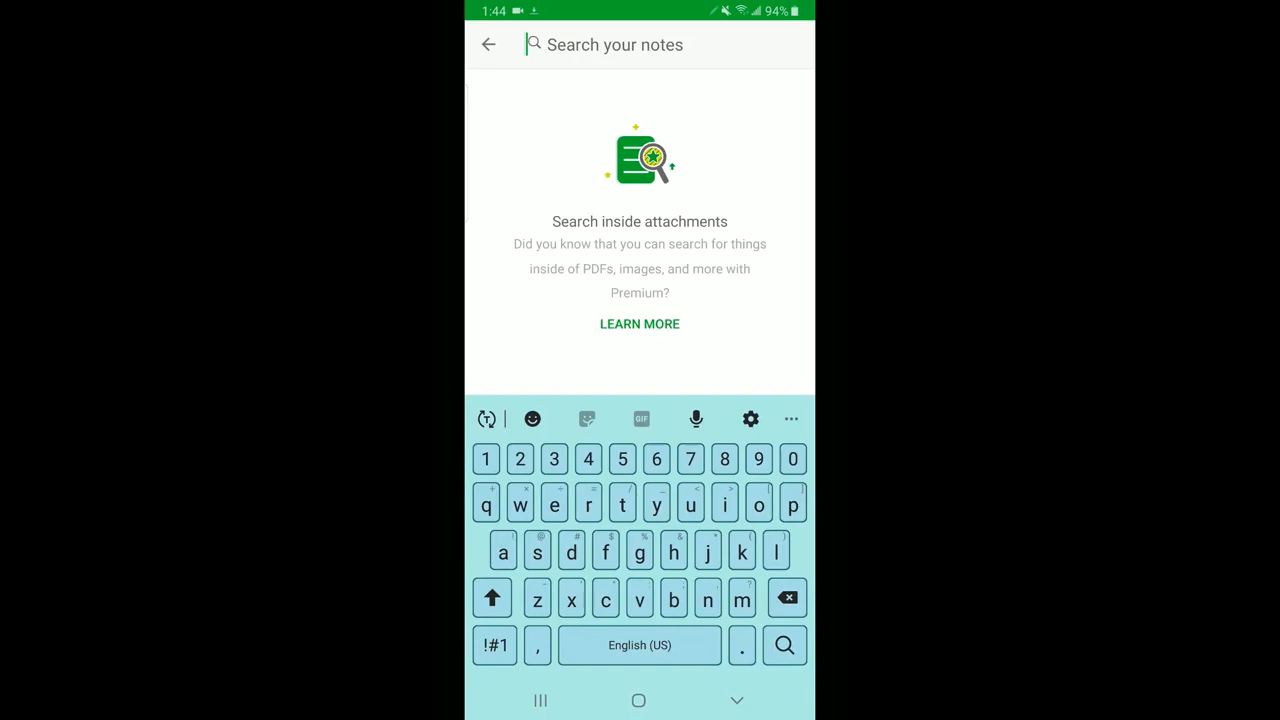 1:44 94%
Search your notes
Search inside attachments
Did you know that you can search for things
inside of PDFs, images, and more with
Premium?
LEARN MORE
T GIF
1 2 3 4 5 6 7 8 9 0
q w e r t y u i o p
a s d f g h j k l
z x c v b n m
!#1 , English (US) .